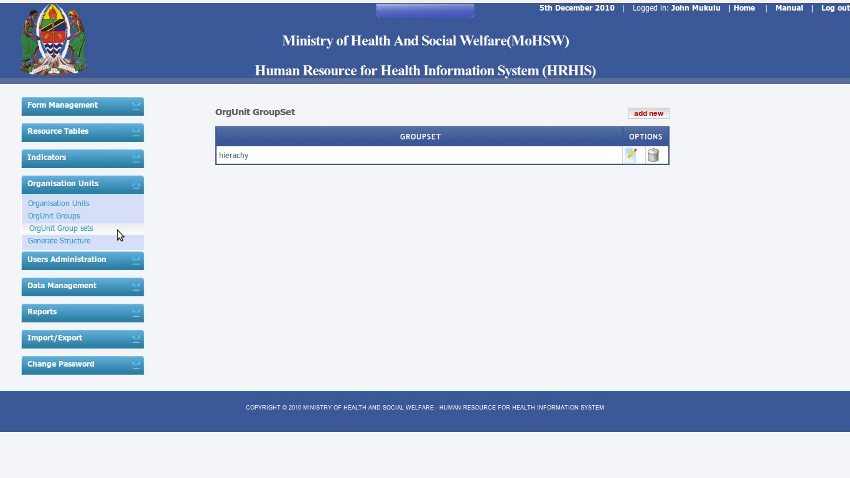 5th December 2010 | Logged in: John Mukulu | Home | Manual | Log out
Ministry of Health And Social Welfare(MoHSW)
Human Resource for Health Information System (HRHIS)
Form Management
Resource Tables
Indicators
Organisation Units
Organisation Units
OrgUnit Groups
OrgUnit Group sets
Generate Structure
Users Administration
Data Management
Reports
Import/Export
Change Password
OrgUnit GroupSet
add new
GROUPSET OPTIONS
hierachy
COPYRIGHT © 2010 MINISTRY OF HEALTH AND SOCIAL WELFARE - HUMAN RESOURCE FOR HEALTH INFORMATION SYSTEM